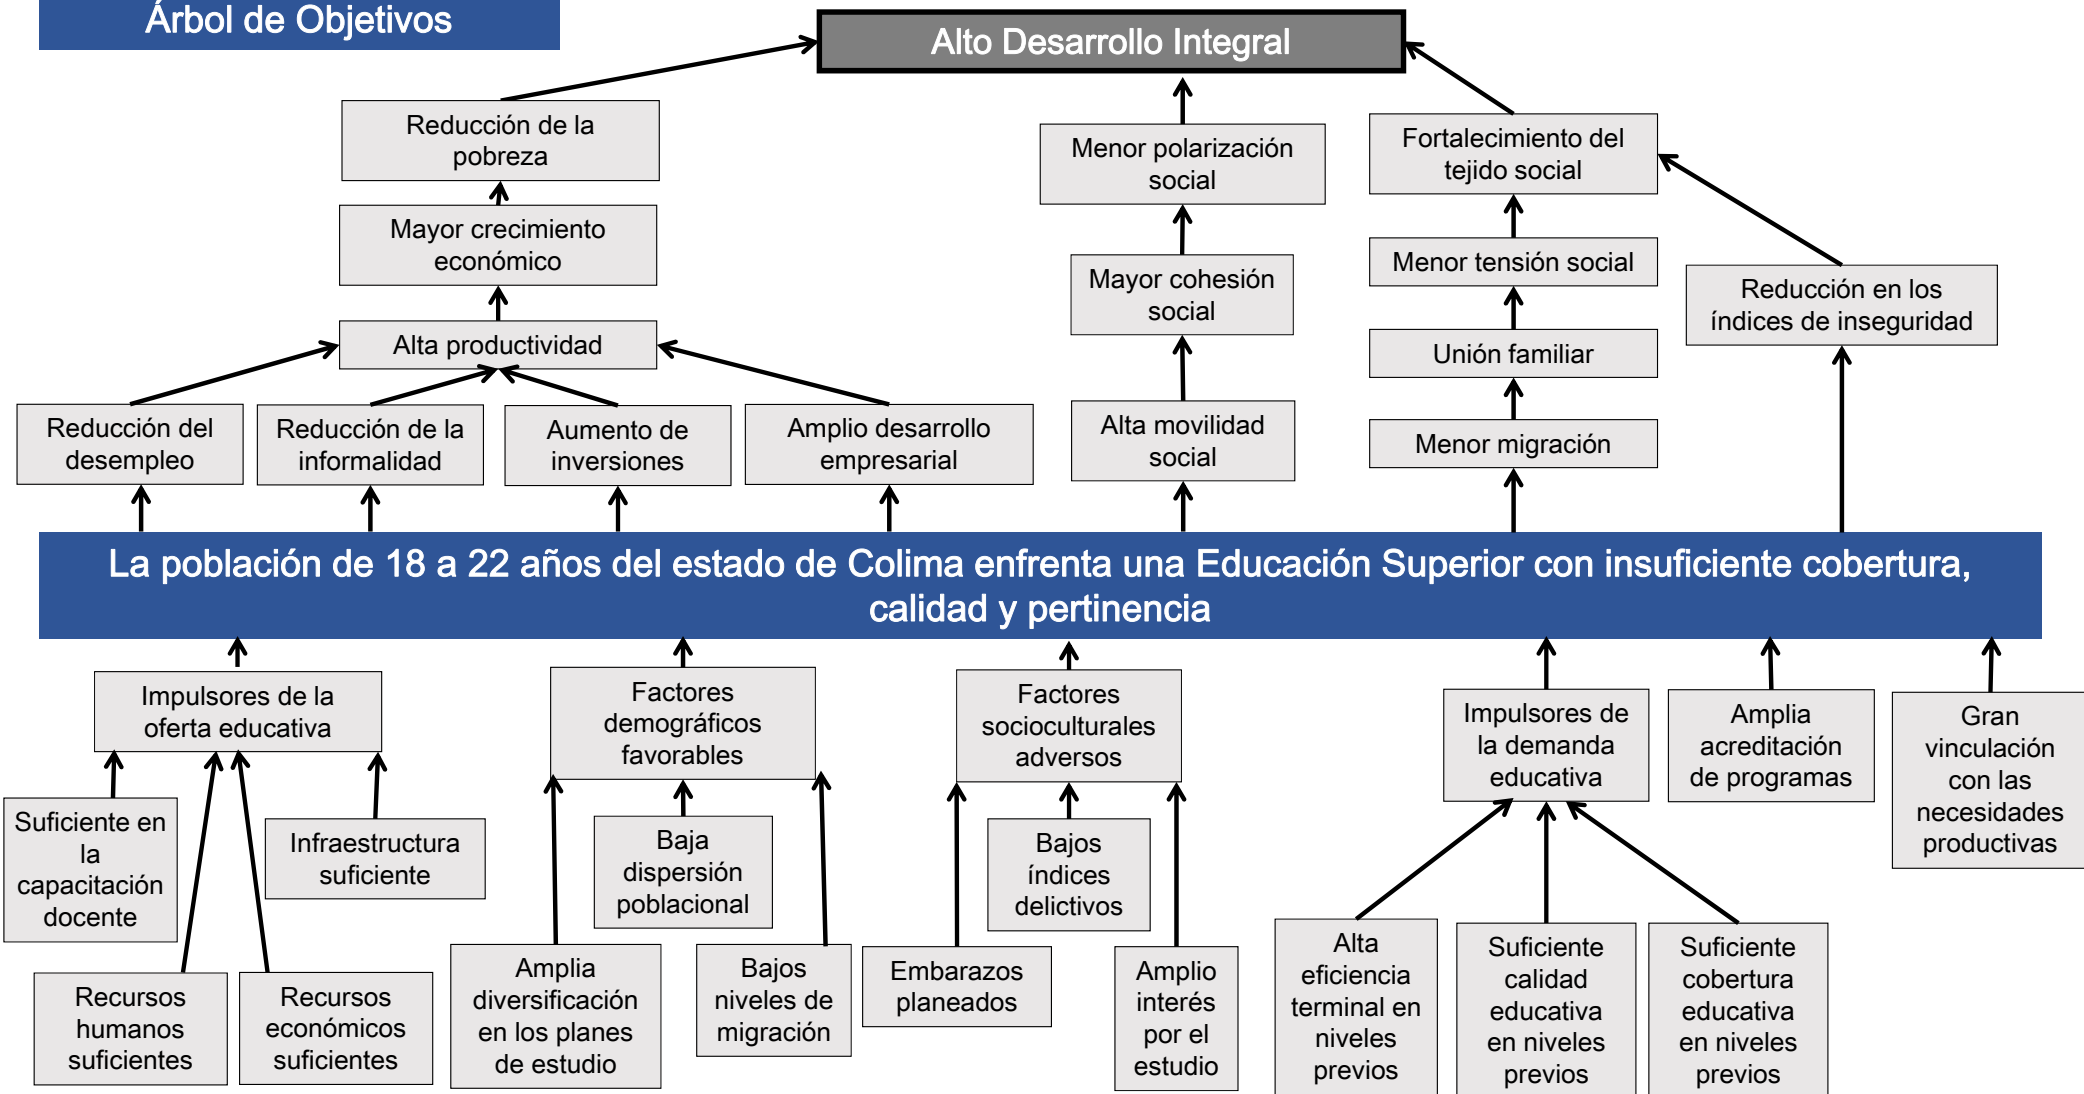 Árbol de Objetivos
Alto Desarrollo Integral
Reducción de la
pobreza
Menor polarización
social
Fortalecimiento del
tejido social
Mayor crecimiento
económico
Mayor cohesión
social
Menor tensión social
Reducción en los
índices de inseguridad
Alta productividad
Unión familiar
Reducción del
desempleo
Reducción de la
informalidad
Aumento de
inversiones
Amplio desarrollo
empresarial
Alta movilidad
social
Menor migración
La población de 18 a 22 años del estado de Colima enfrenta una Educación Superior con insuficiente cobertura,
calidad y pertinencia
Impulsores de la
oferta educativa
Factores
demográficos
favorables
Factores
socioculturales
adversos
Impulsores de
la demanda
educativa
Amplia
acreditación
de programas
Gran
vinculación
con las
necesidades
productivas
Suficiente en
la
capacitación
docente
Infraestructura
suficiente
Baja
dispersión
poblacional
Bajos
índices
delictivos
Recursos
humanos
suficientes
Recursos
económicos
suficientes
Amplia
diversificación
en los planes
de estudio
Bajos
niveles de
migración
Embarazos
planeados
Amplio
interés
por el
estudio
Alta
eficiencia
terminal en
niveles
previos
Suficiente
calidad
educativa
en niveles
previos
Suficiente
cobertura
educativa
en niveles
previos